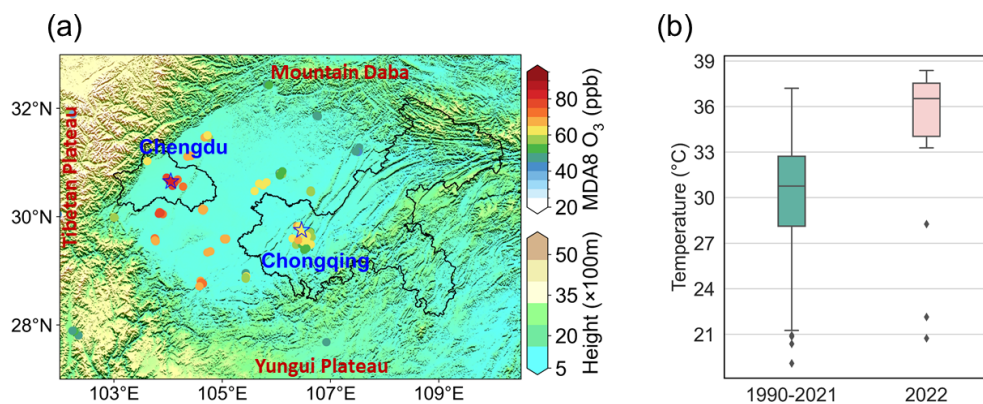 (a)
Mountain Daba
Tibetan Plateau
Chengdu
Chongqing
Yungui Plateau
32°N
30°N
28°N
103°E
105°E
107°E
109°E
80
60
40
20
MDA8 O₃ (ppb)
50
35
20
5
Height (×100m)
(b)
39
36
33
30
27
24
21
Temperature (°C)
1990-2021
2022